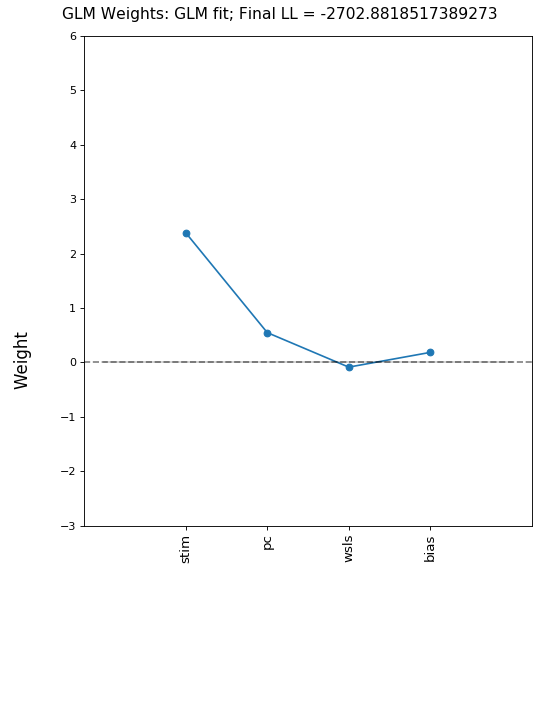 GLM Weights: GLM fit; Final LL = -2702.8818517389273
6
5
4
3
2
1
0
−1
−2
−3
Weight
stim
pc
wsls
bias